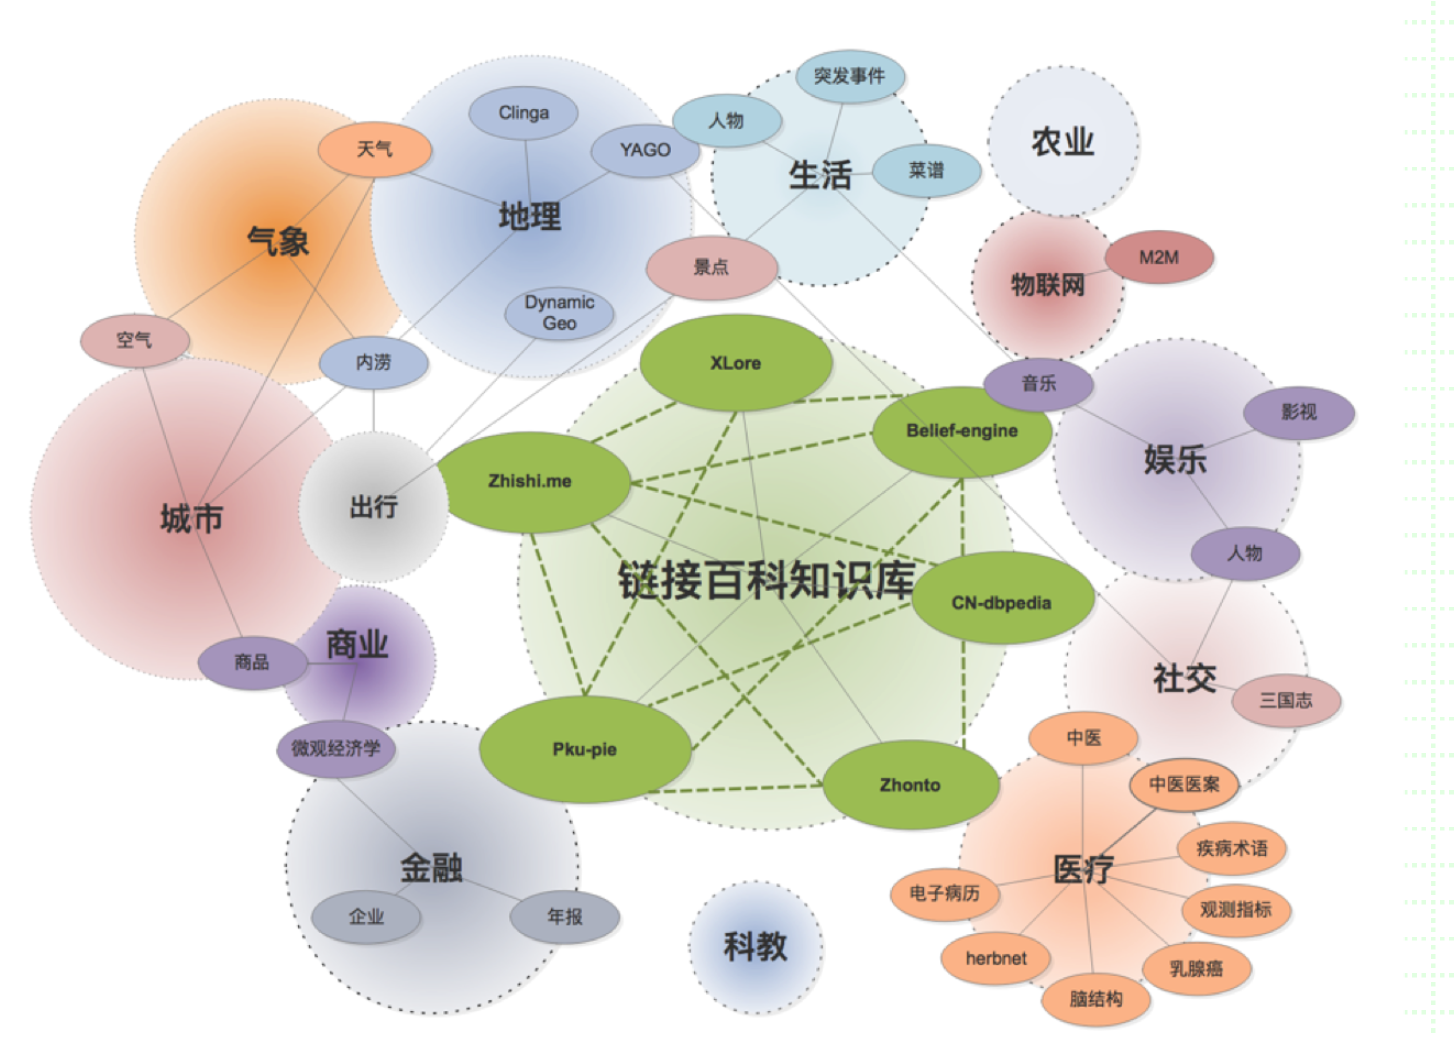 突发事件
Clinga
人物
农业
天气
YAGO
生活
菜谱
地理
气象
M2M
景点
物联网
Dynamic
Geo
空气
内涝
XLore
音乐
影视
Belief-engine
娱乐
Zhishi.me
出行
城市
人物
链接百科知识库
CN-dbpedia
商业
商品
社交
三国志
中医
微观经济学
Pku-pie
Zhonto
中医医案
疾病术语
金融
医疗
电子病历
企业
年报
观测指标
科教
herbnet
乳腺癌
脑结构